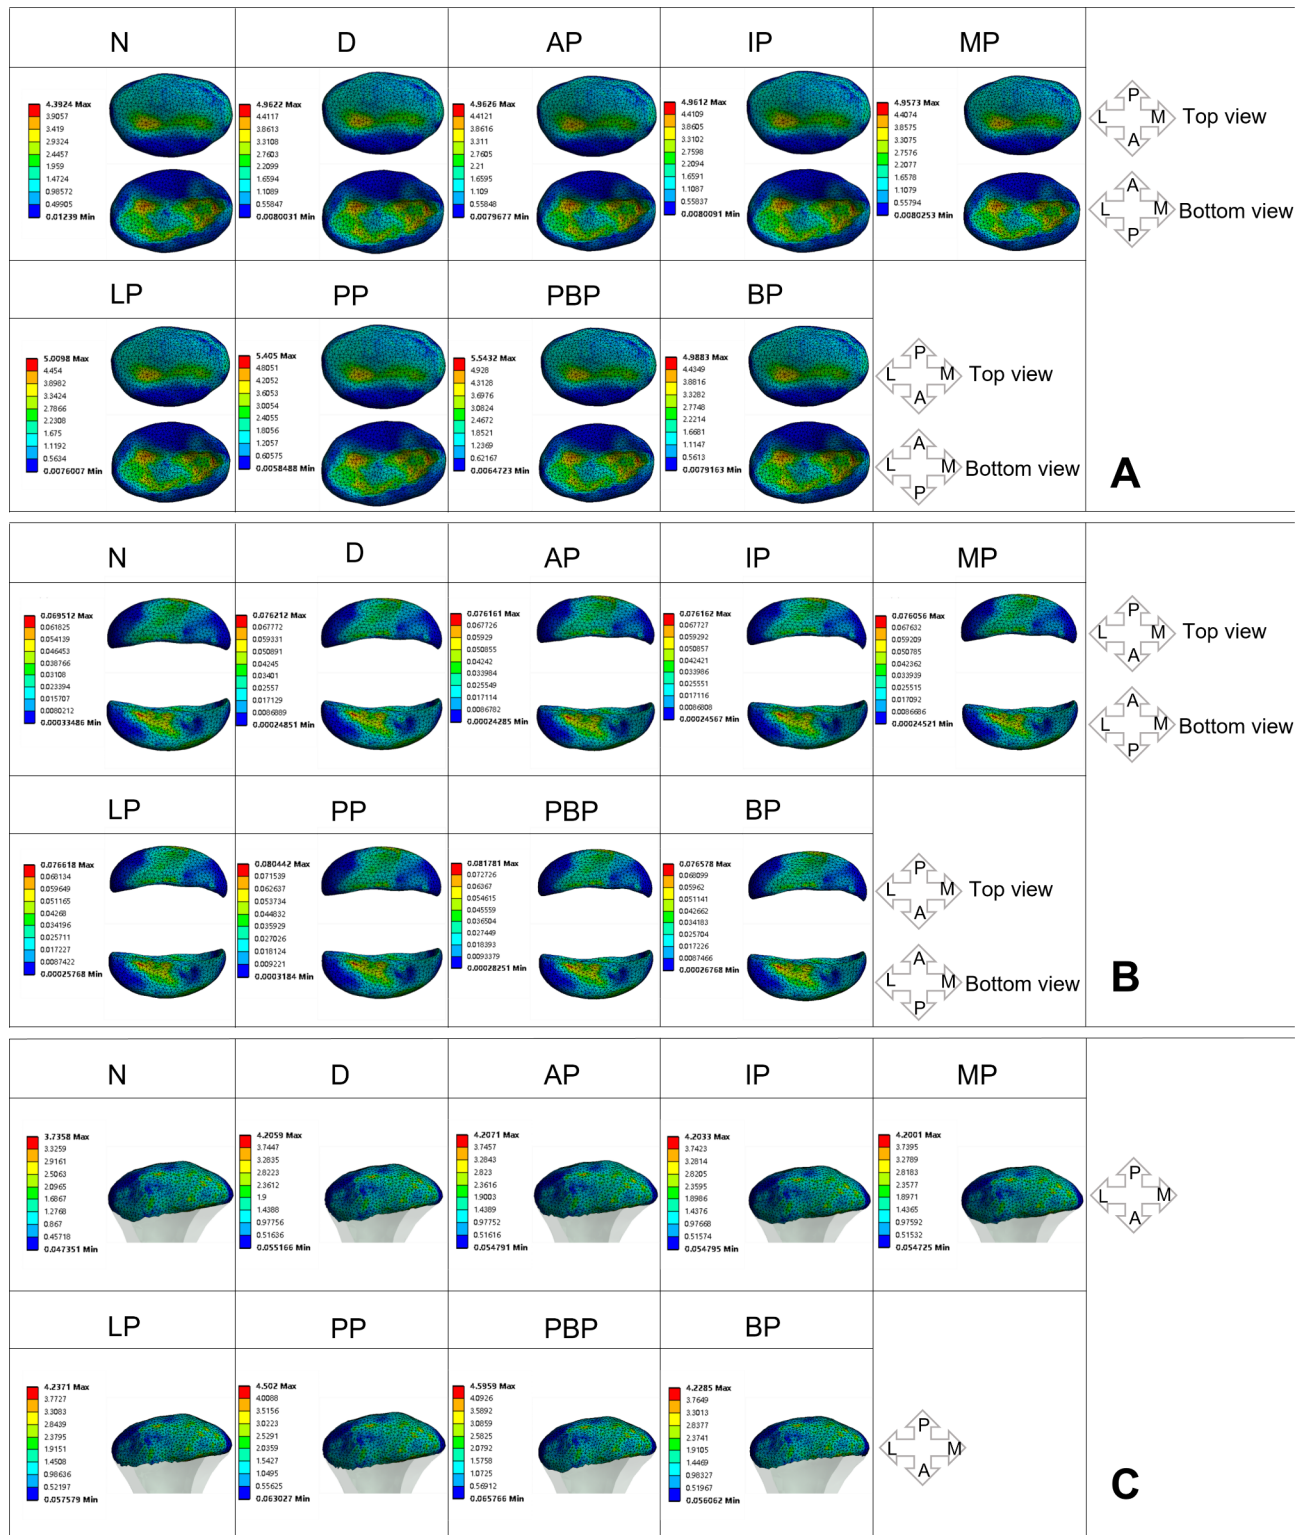 N D AP IP MP
4.3924 Max
3.9057
3.419
2.9324
2.4457
1.959
1.4724
0.98572
0.49905
0.01239 Min
4.9622 Max
4.4117
3.8613
3.3108
2.7603
2.2099
1.6594
1.1089
0.55847
0.0080031 Min
4.9626 Max
4.4121
3.8616
3.311
2.7605
2.21
1.6595
1.109
0.55848
0.0079677 Min
4.9612 Max
4.4109
3.8605
3.3102
2.7598
2.2094
1.6591
1.1087
0.55837
0.0080091 Min
4.9573 Max
4.4074
3.8575
3.3075
2.7576
2.2077
1.6578
1.1079
0.55794
0.0080253 Min
P
L M Top view
A
A
L M Bottom view
P
LP PP PBP BP
5.0098 Max
4.454
3.8982
3.3424
2.7866
2.2308
1.675
1.1192
0.5634
0.0076007 Min
5.405 Max
4.8051
4.2052
3.6053
3.0054
2.4055
1.8056
1.2057
0.60575
0.0058488 Min
5.5432 Max
4.928
4.3128
3.6976
3.0824
2.4672
1.8521
1.2369
0.62167
0.0064723 Min
4.9883 Max
4.4349
3.8816
3.3282
2.7748
2.2214
1.6681
1.1147
0.5613
0.0079163 Min
P
L M Top view
A
A
L M Bottom view
P
A
N D AP IP MP
0.069512 Max
0.061825
0.054139
0.046453
0.038766
0.03108
0.023394
0.015707
0.0080212
0.00033486 Min
0.076212 Max
0.067772
0.059331
0.050891
0.04245
0.03401
0.02557
0.017129
0.0086889
0.00024851 Min
0.076161 Max
0.067726
0.05929
0.050855
0.04242
0.033984
0.025549
0.017114
0.0086782
0.00024285 Min
0.076162 Max
0.067727
0.059292
0.050857
0.042421
0.033986
0.025551
0.017116
0.0086808
0.00024567 Min
0.076056 Max
0.067632
0.059209
0.050785
0.042362
0.033939
0.025515
0.017092
0.0086686
0.00024521 Min
P
L M Top view
A
A
L M Bottom view
P
LP PP PBP BP
0.076618 Max
0.068134
0.059649
0.051165
0.04268
0.034196
0.025711
0.017227
0.0087422
0.00025768 Min
0.080442 Max
0.071539
0.062637
0.053734
0.044832
0.035929
0.027026
0.018124
0.009221
0.0003184 Min
0.081781 Max
0.072726
0.06367
0.054615
0.045559
0.036504
0.027449
0.018393
0.0093379
0.00028251 Min
0.076578 Max
0.068099
0.05962
0.051141
0.042662
0.034183
0.025704
0.017226
0.0087466
0.00026768 Min
P
L M Top view
A
A
L M Bottom view
P
B
N D AP IP MP
3.7358 Max
3.3259
2.9161
2.5063
2.0965
1.6867
1.2768
0.867
0.45718
0.047351 Min
4.2059 Max
3.7447
3.2835
2.8223
2.3612
1.9
1.4388
0.97756
0.51636
0.055166 Min
4.2071 Max
3.7457
3.2843
2.823
2.3616
1.9003
1.4389
0.97752
0.51616
0.054791 Min
4.2033 Max
3.7423
3.2814
2.8205
2.3595
1.8986
1.4376
0.97668
0.51574
0.054795 Min
4.2001 Max
3.7395
3.2789
2.8183
2.3577
1.8971
1.4365
0.97592
0.51532
0.054725 Min
P
L M
A
LP PP PBP BP
4.2371 Max
3.7727
3.3083
2.8439
2.3795
1.9151
1.4508
0.98636
0.52197
0.057579 Min
4.502 Max
4.0088
3.5156
3.0223
2.5291
2.0359
1.5427
1.0495
0.55625
0.063027 Min
4.5959 Max
4.0926
3.5892
3.0859
2.5825
2.0792
1.5758
1.0725
0.56912
0.065766 Min
4.2285 Max
3.7649
3.3013
2.8377
2.3741
1.9105
1.4469
0.98327
0.51967
0.056062 Min
P
L M
A
C